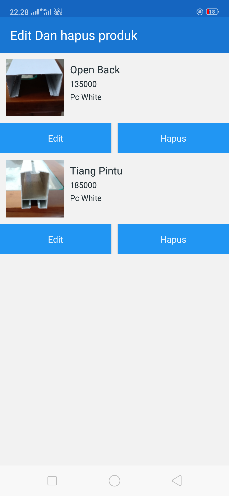 22.28
Edit Dan hapus produk
Open Back
135000
Pc White
Edit
Hapus
Tiang Pintu
185000
Pc White
Edit
Hapus